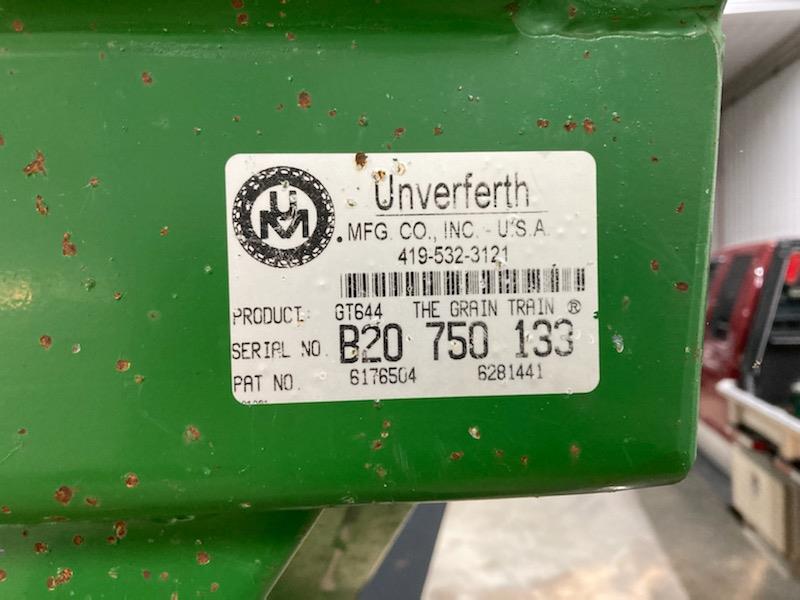 UM
Unverferth
MFG. CO., INC. - U.S.A.
419-532-3121
PRODUCT: GT644 THE GRAIN TRAIN ®
SERIAL NO. B20 750 133
PAT NO. 6176504 6281441